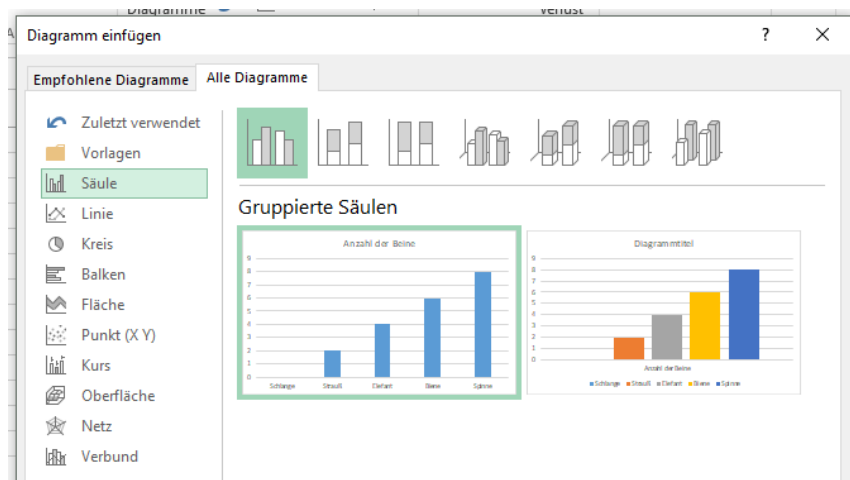 Diagramme
Verlust
A
Diagramm einfügen
?
Empfohlene Diagramme
Alle Diagramme
Zuletzt verwendet
Vorlagen
Säule
Linie
Kreis
Balken
Fläche
Punkt (X Y)
Kurs
Oberfläche
Netz
Verbund
Gruppierte Säulen
Anzahl der Beine
9
8
7
6
5
4
3
2
1
0
Schlange Strauß Elefant Biene Spinne
Diagrammtitel
9
8
7
6
5
4
3
2
1
0
Anzahl der Beine
Schlange Strauß Elefant Biene Spinne